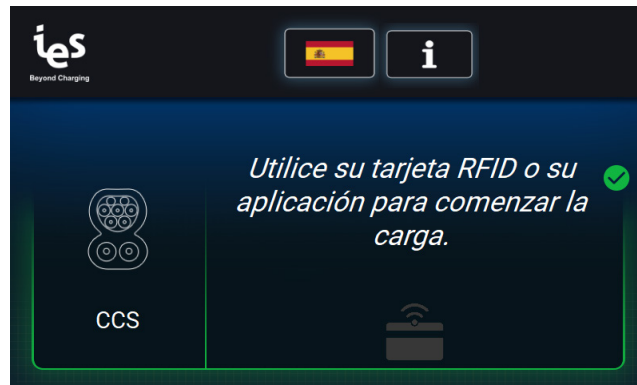 ies
Beyond Charging
i
Utilice su tarjeta RFID o su
aplicación para comenzar la
carga.
CCS